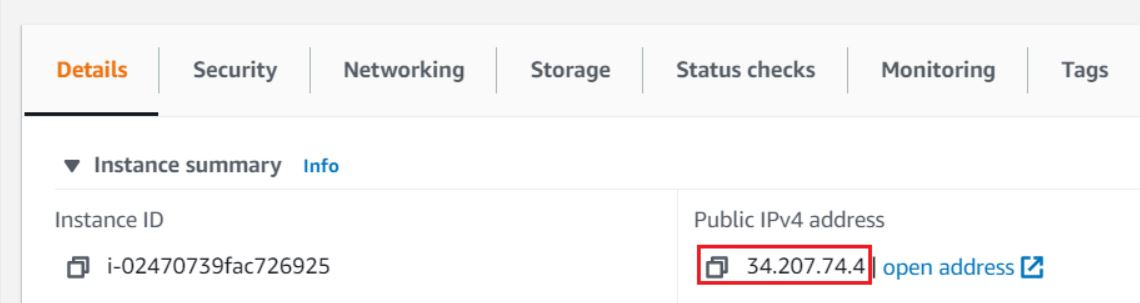 Details Security Networking Storage Status checks Monitoring Tags
Instance summary Info
Instance ID Public IPv4 address
i-02470739fac726925 34.207.74.4 | open address